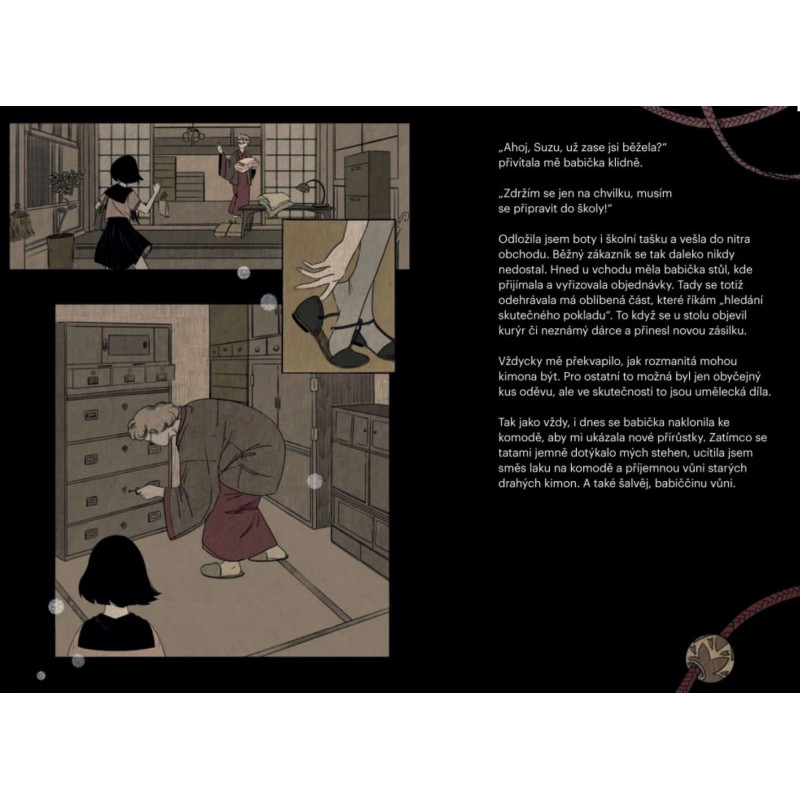 „Ahoj, Suzu, už zase jsi běžela?“
přivítala mě babička klidně.
„Zdržím se jen na chvilku, musím
se připravit do školy!“
Odložila jsem boty i školní tašku a vešla do nitra
obchodu. Běžný zákazník se tak daleko nikdy
nedostal. Hned u vchodu měla babička stůl, kde
přijímala a vyřizovala objednávky. Tady se totiž
odehrávala má oblíbená část, které říkám „hledání
skutečného pokladu“. To když se u stolu objevil
kurýr či neznámý dárce a přinesl novou zásilku.
Vždycky mě překvapilo, jak rozmanitá mohou
kimona být. Pro ostatní to možná byl jen obyčejný
kus oděvu, ale ve skutečnosti to jsou umělecká díla.
Tak jako vždy, i dnes se babička naklonila ke
komodě, aby mi ukázala nové přírůstky. Zatímco se
tatami jemně dotýkalo mých stehen, ucítila jsem
směs laku na komodě a příjemnou vůni starých
drahých kimon. A také šalvěj, babiččinu vůni.